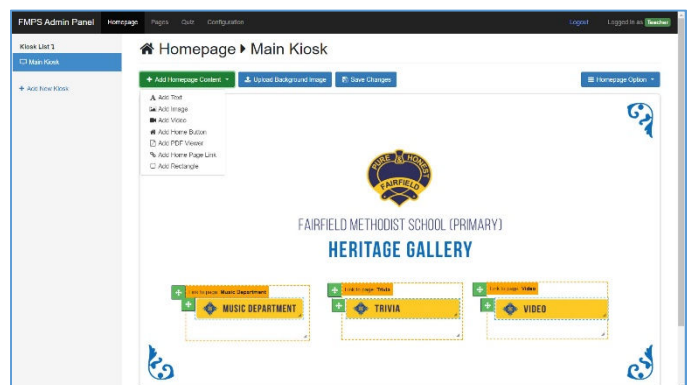 FMPS Admin Panel Homepage Pages Quiz Configuration Logout Logged in as Teacher
Kiosk List
Main Kiosk
Add New Kiosk
Homepage Main Kiosk
Add Homepage Content Upload Background Image Save Changes Homepage Option
Add Text
Add Image
Add Video
Add Home Button
Add PDF Viewer
Add Home Page Link
Add Rectangle
PURE & HONEST
FAIRFIELD
FAIRFIELD METHODIST SCHOOL (PRIMARY)
HERITAGE GALLERY
Link to page: Music Department
MUSIC DEPARTMENT
Link to page: Trivia
TRIVIA
Link to page: Video
VIDEO